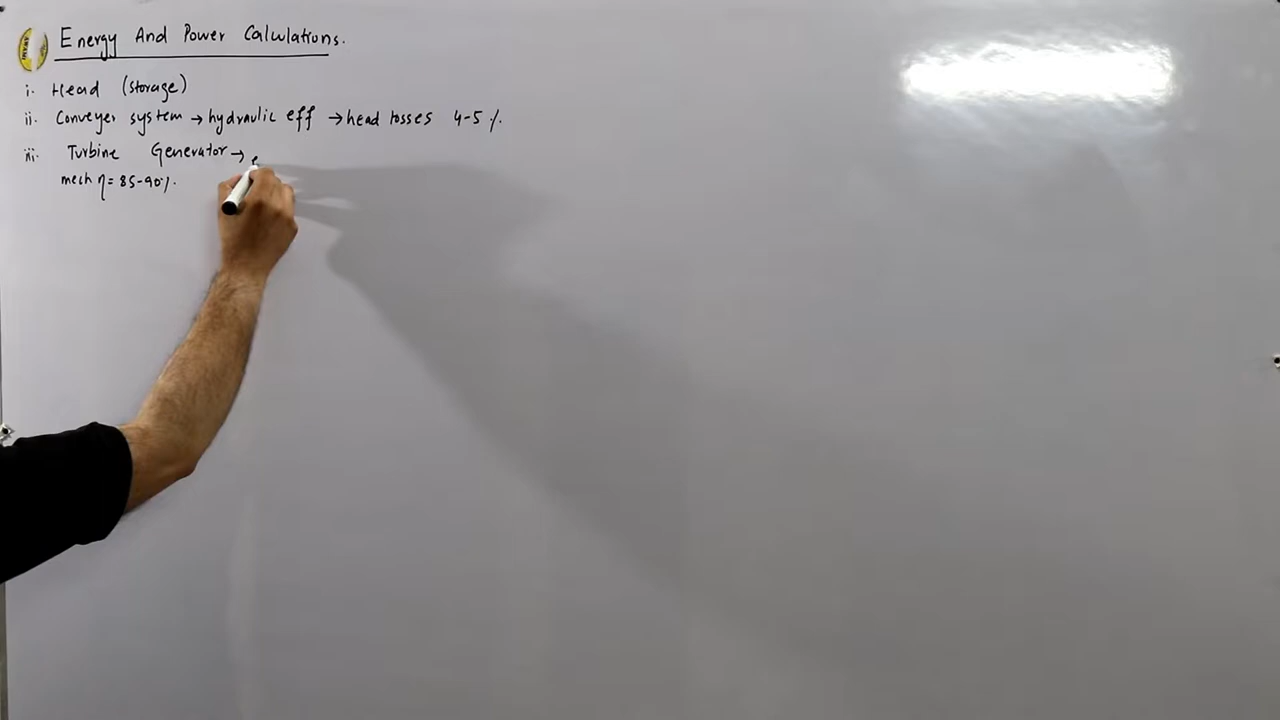 Energy And Power Calculations.
i. Head (storage)
ii. Conveyer system → hydraulic eff → head losses 4-5 %.
iii. Turbine Generator → e
mech η = 85-90%.